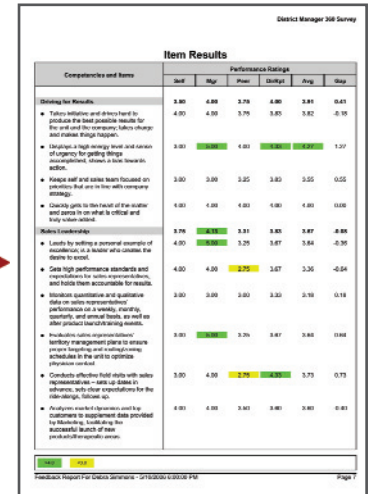 District Manager 360 Survey
Item Results
Performance Ratings
Competencies and Items
Self Mgr Peer DirRpt Avg Gap
Driving for Results 3.50 4.00 3.75 4.00 3.91 0.41
Takes initiative and drives hard to 4.00 4.00 3.79 3.83 3.82 -0.18
produce the best possible results for
the unit and the company; takes charge
and makes things happen.
Displays a high energy level and sense 3.00 5.00 4.00 4.33 4.27 1.27
of urgency for getting things
accomplished, shows a bias towards
action.
Keeps self and sales team focused on 3.00 3.00 3.25 3.83 3.55 0.55
priorities that are in line with company
strategy.
Quickly gets to the heart of the matter 4.00 4.00 4.00 4.00 4.00 0.00
and zeros in on what is critical and
truly value added.
Sales Leadership 3.75 4.33 3.31 3.83 3.67 -0.08
Leads by setting a personal example of 4.00 5.00 3.25 3.67 3.64 -0.36
excellence; is a leader who creates the
desire to excel.
Sets high performance standards and 4.00 4.00 2.75 3.67 3.36 -0.64
expectations for sales representatives,
and holds them accountable for results.
Monitors quantitative and qualitative 3.00 3.00 3.00 3.33 3.18 0.18
data on sales representatives'
performance on a weekly, monthly,
quarterly, and annual basis, as well as
after product launch/training events.
Evaluates sales representatives' 3.00 5.00 3.25 3.67 3.64 0.64
territory management plans to ensure
proper targeting and routing/zoning
schedules in the unit to optimize
physician contact
Conducts effective field visits with sales 3.00 4.00 2.79 4.33 3.73 0.73
representatives – sets up dates in
advance, sets clear expectations for the
ride-alongs, follows up.
Analyzes market dynamics and key 4.00 4.00 3.50 3.80 3.60 -0.40
customers to supplement data provided
by Marketing, facilitating the
successful launch of new
products/therapeutic areas.
Feedback Report For Debra Simmons - 5/18/2006 6:00:09 PM Page 7